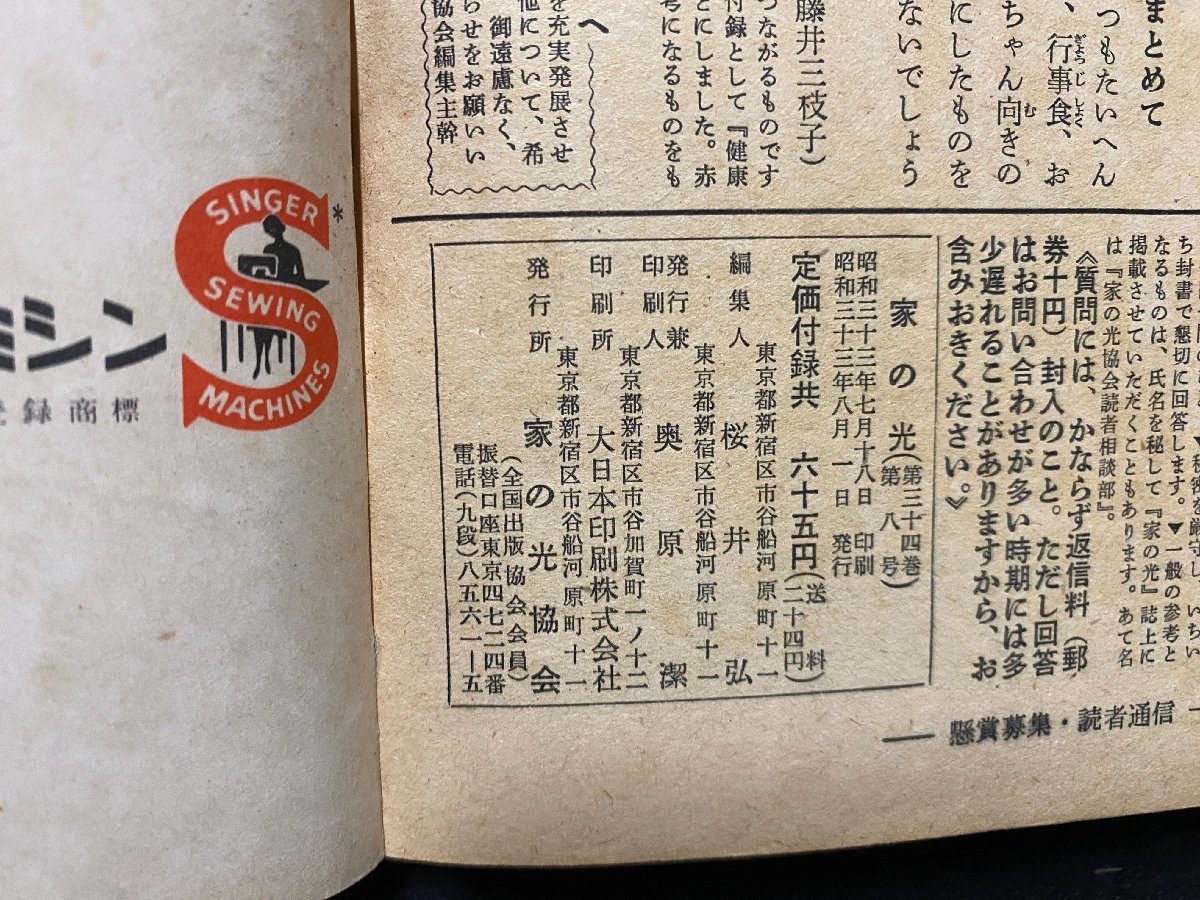 まとめて
つもたいへん
、行事食、お
ちゃん向きの
にしたものを
ないでしょう
藤井三枝子)
つながるものです
付録として『健康
とにしました。赤
考になるものをも
へ
を充実発展させ
他について、希
御遠慮なく、
らせをお願いい
協会編集主幹
ち封書で懇切に回答します。▼一般の参考と
なるものは、氏名を秘して『家の光』誌上に
掲載させていただくこともあります。あて名
は『家の光協会読者相談部』。
《質問には、かならず返信料(郵
券十円)封入のこと。ただし回答
はお問い合わせが多い時期には多
少遅れることがありますから、お
含みおきください。》
家の光(第三十四巻 第八号)
昭和三十三年七月十八日 印刷
昭和三十三年八月一日 発行
定価付録共 六十五円(送料二十四円)
東京都新宿区市谷船河原町十一
編集人 桜井弘
東京都新宿区市谷船河原町十一
発行兼印刷人 奥原潔
東京都新宿区市谷加賀町一ノ十二
印刷所 大日本印刷株式会社
東京都新宿区市谷船河原町十一
発行所 家の光協会
(全国出版協会会員)
振替口座東京四七二四番
電話(九段)八五六一—五
— 懸賞募集・読者通信 —
SINGER
SEWING
MACHINES
*
ミシン
登録商標